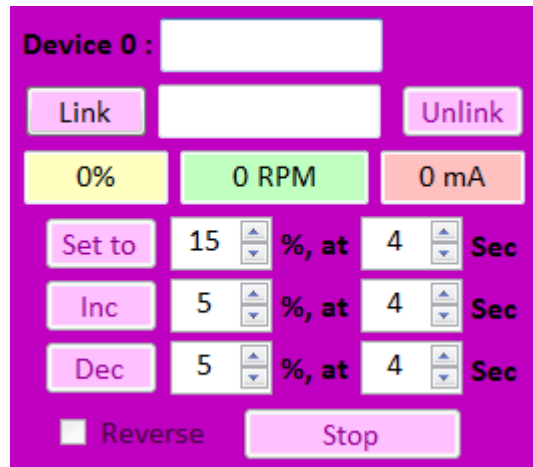 Device 0 :
Link Unlink
0% 0 RPM 0 mA
Set to 15 %, at 4 Sec
Inc 5 %, at 4 Sec
Dec 5 %, at 4 Sec
Reverse Stop